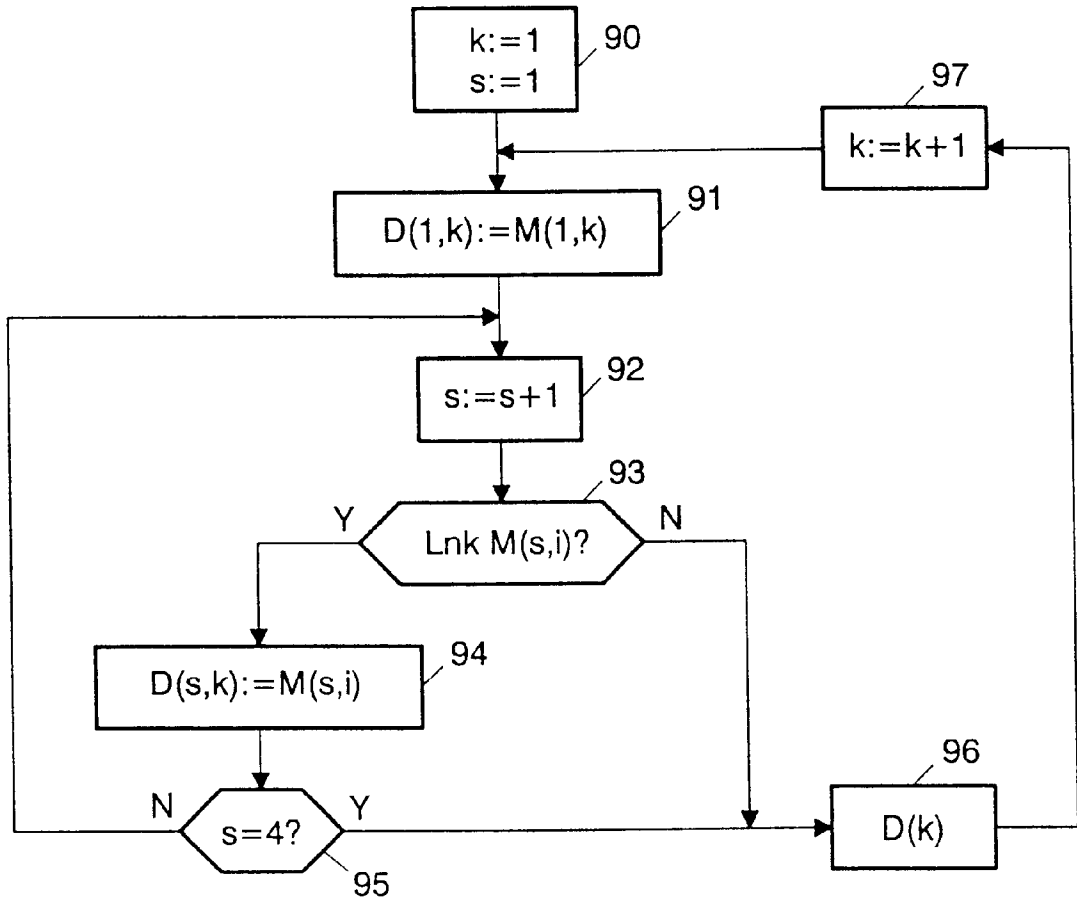 k:=1
s:=1
90
97
k:=k+1
91
D(1,k):=M(1,k)
92
s:=s+1
93
Y
Lnk M(s,i)?
N
94
D(s,k):=M(s,i)
96
N
s=4?
Y
D(k)
95